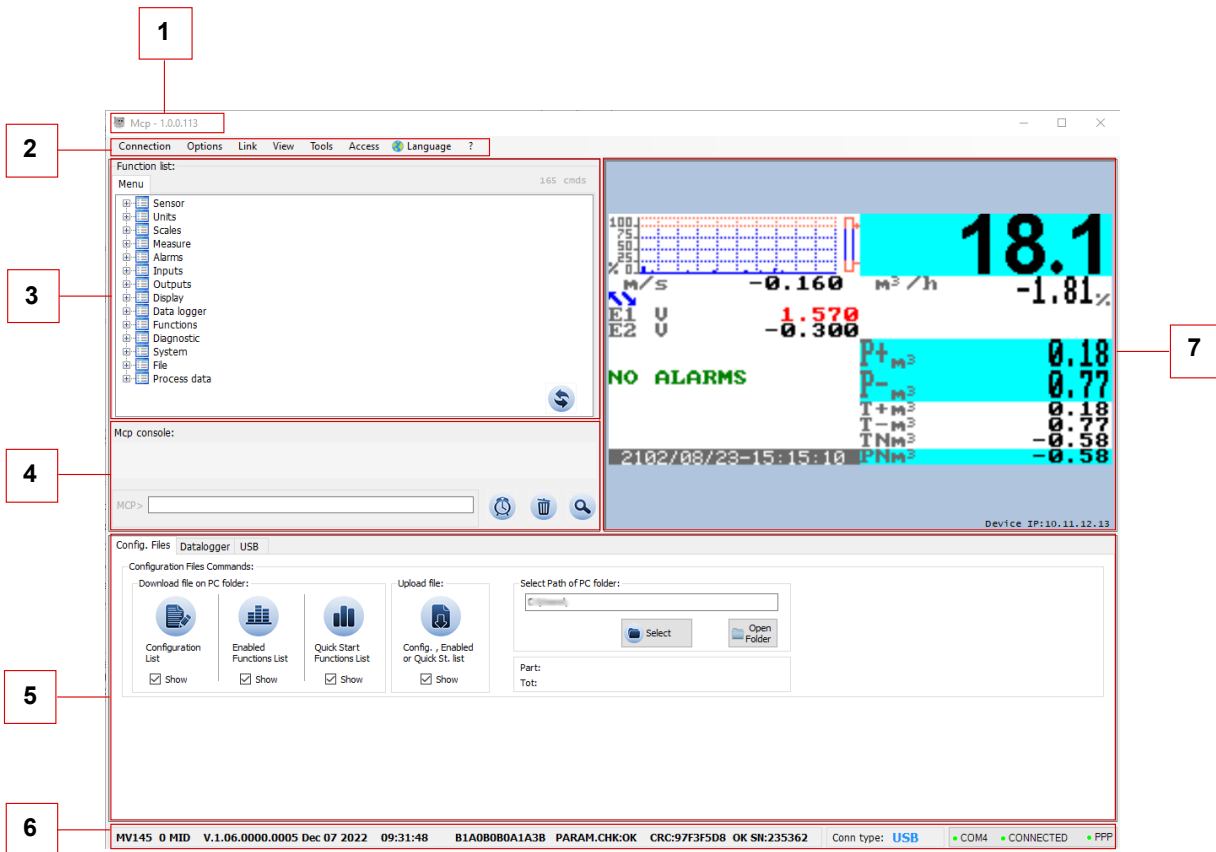 1
Mcp - 1.0.0.113
2
Connection Options Link View Tools Access Language ?
Function list:
165 cmds
Menu
Sensor
Units
Scales
Measure
Alarms
Inputs
Outputs
Display
Data logger
Functions
Diagnostic
System
File
Process data
3
Mcp console:
MCP>
4
100
75
50
25
% 0
m/s -0.160
E1 V 1.570
E2 V -0.300
NO ALARMS
2102/08/23-15:15:10
18.1
m³/h -1.81%
P+m³ 0.18
P-m³ 0.77
T+m³ 0.18
T-m³ 0.77
TNm³ -0.58
PNm³ -0.58
Device IP:10.11.12.13
7
Config. Files Datalogger USB
Configuration Files Commands:
Download file on PC folder:
Configuration List
Show
Enabled Functions List
Show
Quick Start Functions List
Show
Upload file:
Config. , Enabled or Quick St. list
Show
Select Path of PC folder:
Select
Open Folder
Part:
Tot:
5
6
MV145 0 MID V.1.06.0000.0005 Dec 07 2022 09:31:48 B1A0B0B0A1A3B PARAM.CHK:OK CRC:97F3F5D8 OK SN:235362 Conn type: USB COM4 CONNECTED PPP